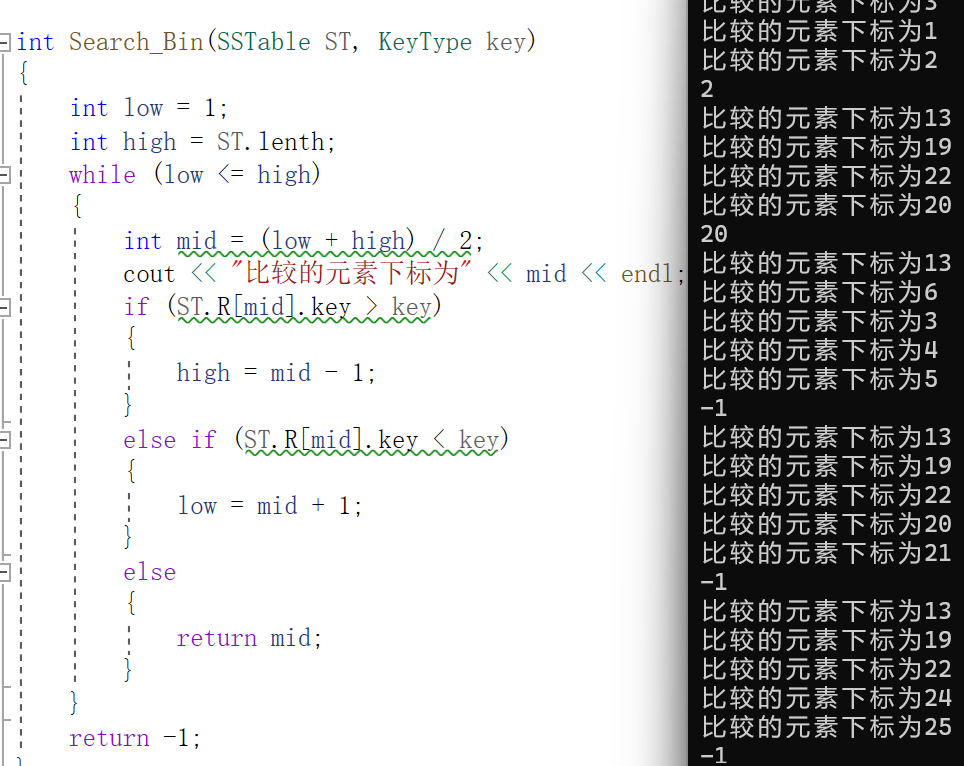 int Search_Bin(SSTable ST, KeyType key)
{
int low = 1;
int high = ST.lenth;
while (low <= high)
{
int mid = (low + high) / 2;
cout << "比较的元素下标为" << mid << endl;
if (ST.R[mid].key > key)
{
high = mid - 1;
}
else if (ST.R[mid].key < key)
{
low = mid + 1;
}
else
{
return mid;
}
}
return -1;
}
比较的元素下标为3
比较的元素下标为1
比较的元素下标为2
2
比较的元素下标为13
比较的元素下标为19
比较的元素下标为22
比较的元素下标为20
20
比较的元素下标为13
比较的元素下标为6
比较的元素下标为3
比较的元素下标为4
比较的元素下标为5
-1
比较的元素下标为13
比较的元素下标为19
比较的元素下标为22
比较的元素下标为20
比较的元素下标为21
-1
比较的元素下标为13
比较的元素下标为19
比较的元素下标为22
比较的元素下标为24
比较的元素下标为25
-1